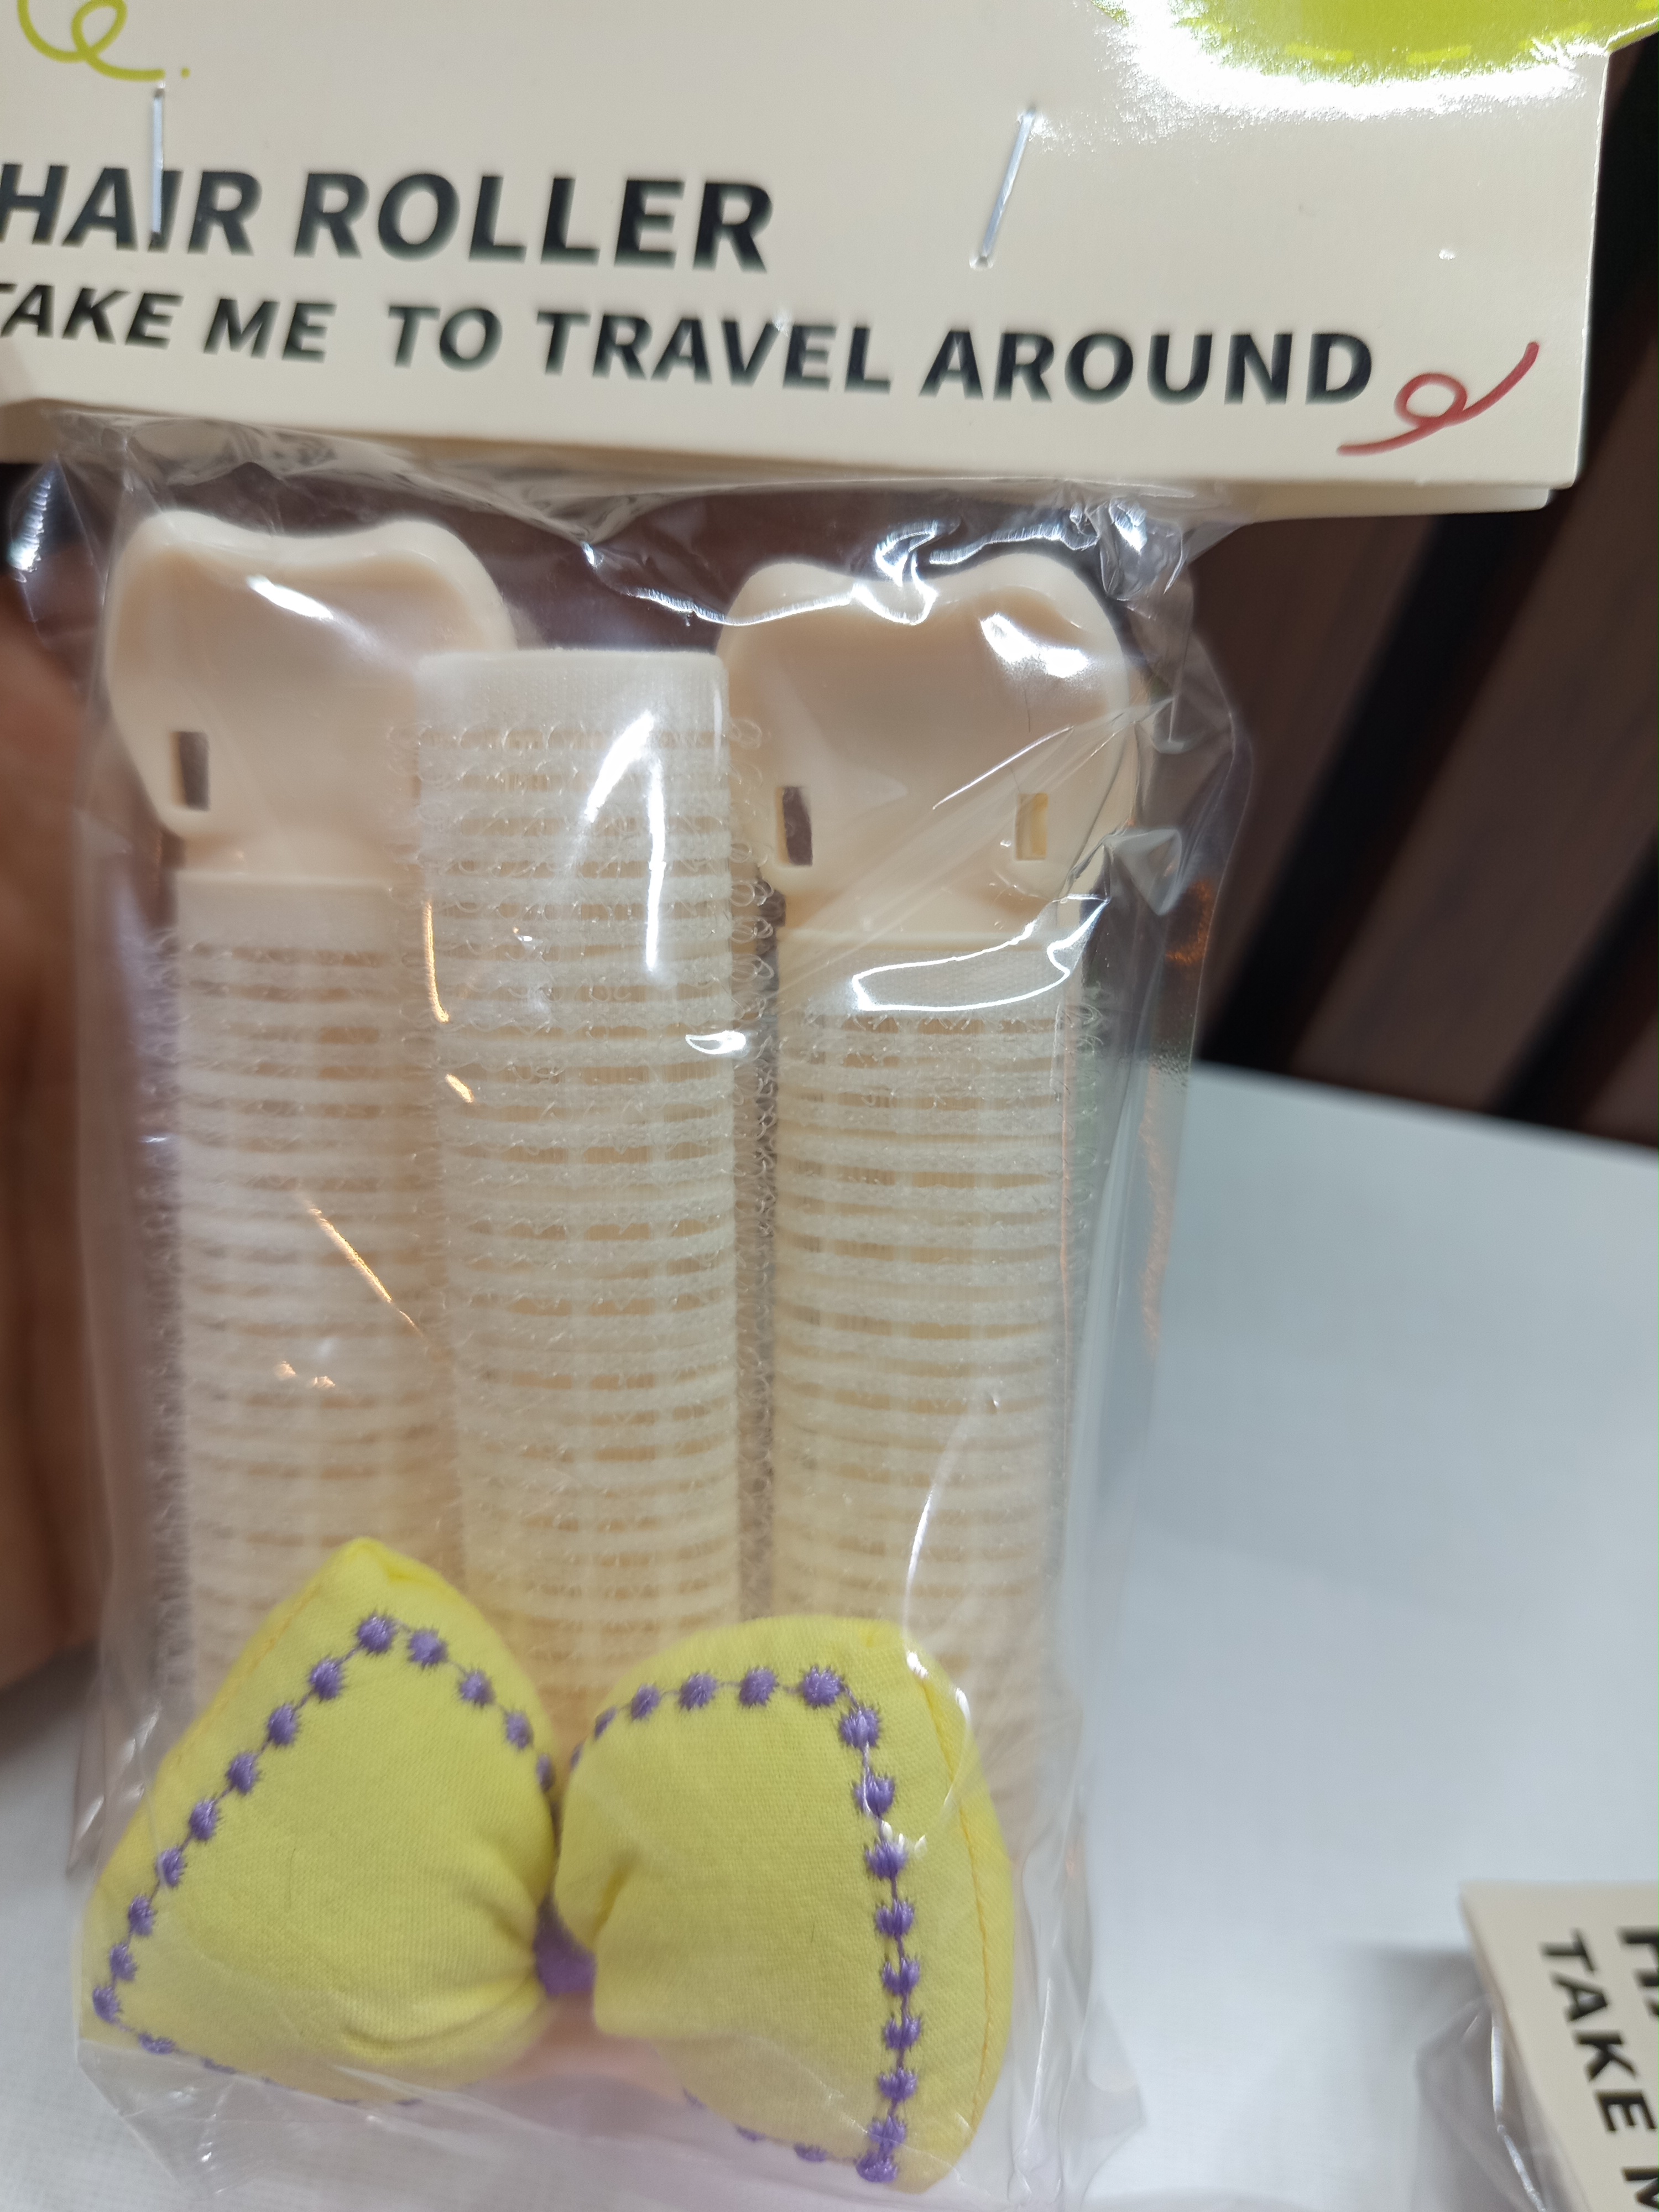 HAIR ROLLER
TAKE ME TO TRAVEL AROUND
TAKE